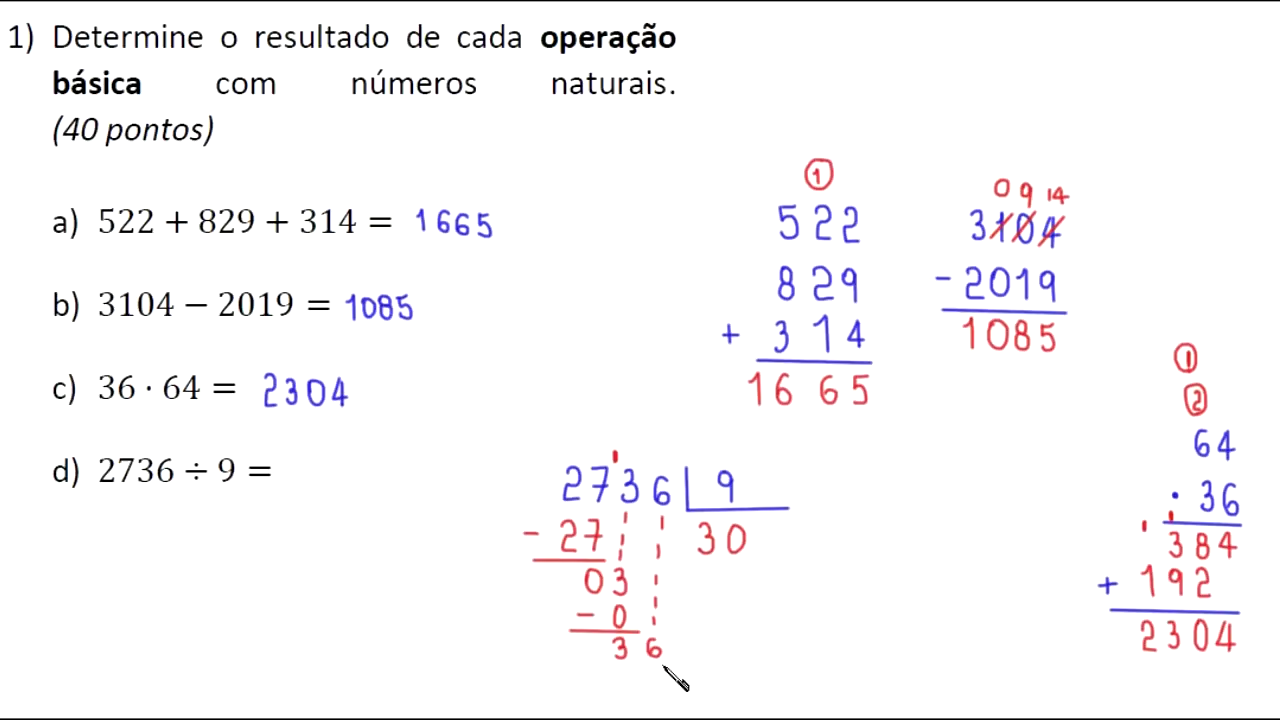 1) Determine o resultado de cada operação
básica com números naturais.
(40 pontos)
a) 522 + 829 + 314 = 1665
b) 3104 − 2019 = 1085
c) 36 · 64 = 2304
d) 2736 ÷ 9 =
1
522
829
+ 314
1665
0 9 14
3104
- 2019
1085
1
2
64
· 36
384
+ 192
2304
2736 9
- 27 30
03
- 0
36